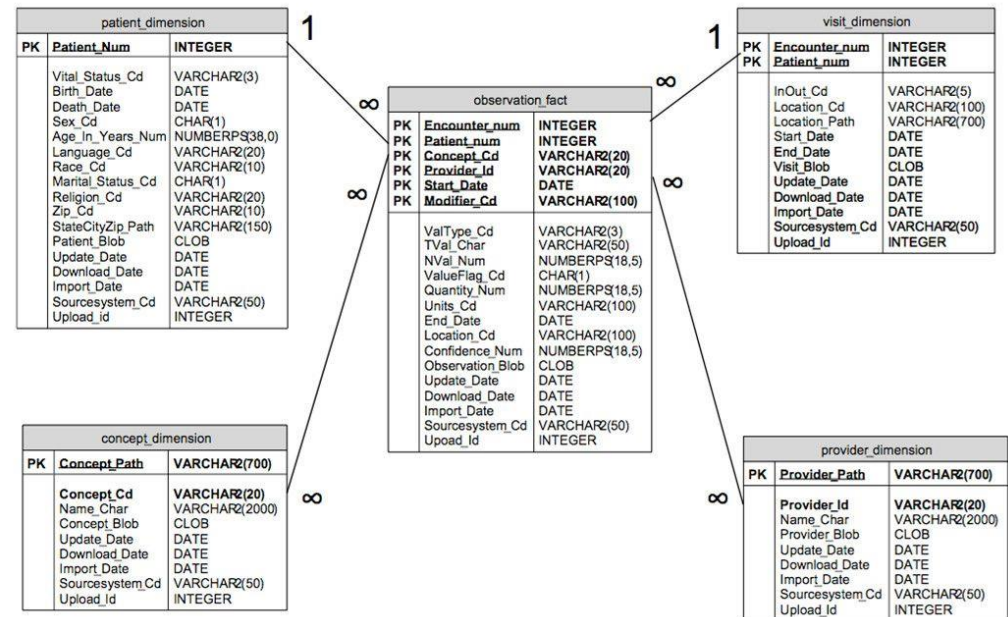 patient_dimension
PK Patient_Num INTEGER
Vital_Status_Cd VARCHAR2(3)
Birth_Date DATE
Death_Date DATE
Sex_Cd CHAR(1)
Age_In_Years_Num NUMBERPS(38,0)
Language_Cd VARCHAR2(20)
Race_Cd VARCHAR2(10)
Marital_Status_Cd CHAR(1)
Religion_Cd VARCHAR2(20)
Zip_Cd VARCHAR2(10)
StateCityZip_Path VARCHAR2(150)
Patient_Blob CLOB
Update_Date DATE
Download_Date DATE
Import_Date DATE
Sourcesystem_Cd VARCHAR2(50)
Upload_id INTEGER
1
∞
∞
observation_fact
PK Encounter_num INTEGER
PK Patient_num INTEGER
PK Concept_Cd VARCHAR2(20)
PK Provider_Id VARCHAR2(20)
PK Start_Date DATE
PK Modifier_Cd VARCHAR2(100)
ValType_Cd VARCHAR2(3)
TVal_Char VARCHAR2(50)
NVal_Num NUMBERPS(18,5)
ValueFlag_Cd CHAR(1)
Quantity_Num NUMBERPS(18,5)
Units_Cd VARCHAR2(100)
End_Date DATE
Location_Cd VARCHAR2(100)
Confidence_Num NUMBERPS(18,5)
Observation_Blob CLOB
Update_Date DATE
Download_Date DATE
Import_Date DATE
Sourcesystem_Cd VARCHAR2(50)
Upoad_Id INTEGER
1
∞
∞
visit_dimension
PK Encounter_num INTEGER
PK Patient_num INTEGER
InOut_Cd VARCHAR2(5)
Location_Cd VARCHAR2(100)
Location_Path VARCHAR2(700)
Start_Date DATE
End_Date DATE
Visit_Blob CLOB
Update_Date DATE
Download_Date DATE
Import_Date DATE
Sourcesystem_Cd VARCHAR2(50)
Upload_Id INTEGER
concept_dimension
PK Concept_Path VARCHAR2(700)
Concept_Cd VARCHAR2(20)
Name_Char VARCHAR2(2000)
Concept_Blob CLOB
Update_Date DATE
Download_Date DATE
Import_Date DATE
Sourcesystem_Cd VARCHAR2(50)
Upload_Id INTEGER
∞
∞
provider_dimension
PK Provider_Path VARCHAR2(700)
Provider_Id VARCHAR2(20)
Name_Char VARCHAR2(2000)
Provider_Blob CLOB
Update_Date DATE
Download_Date DATE
Import_Date DATE
Sourcesystem_Cd VARCHAR2(50)
Upload_Id INTEGER